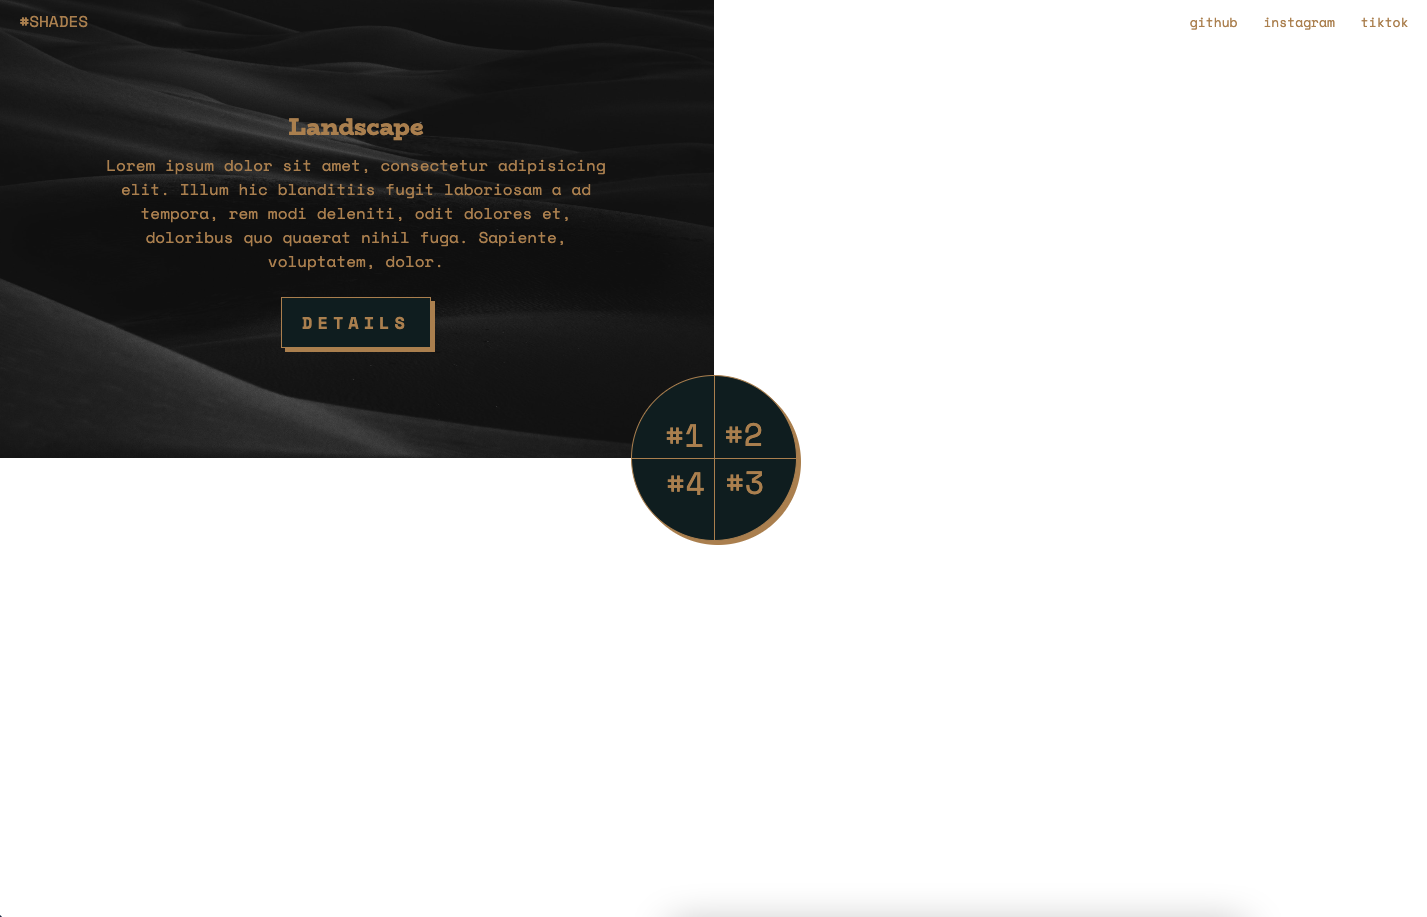 #SHADES
github instagram tiktok
Landscape
Lorem ipsum dolor sit amet, consectetur adipisicing
elit. Illum hic blanditiis fugit laboriosam a ad
tempora, rem modi deleniti, odit dolores et,
doloribus quo quaerat nihil fuga. Sapiente,
voluptatem, dolor.
DETAILS
#1 #2
#4 #3